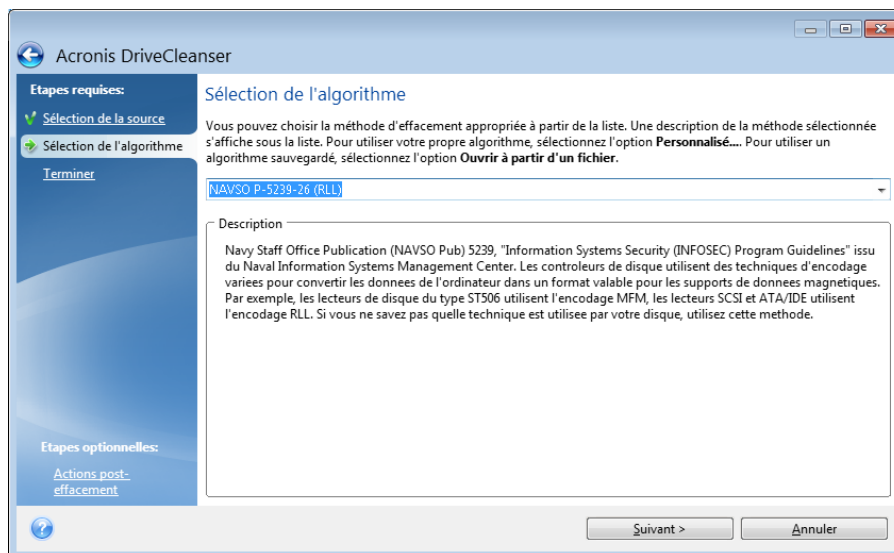 Acronis DriveCleanser
Etapes requises:
Sélection de la source
Sélection de l'algorithme
Terminer
Etapes optionnelles:
Actions post-
effacement
Sélection de l'algorithme
Vous pouvez choisir la méthode d'effacement appropriée à partir de la liste. Une description de la méthode sélectionnée
s'affiche sous la liste. Pour utiliser votre propre algorithme, sélectionnez l'option Personnalisé.... Pour utiliser un
algorithme sauvegardé, sélectionnez l'option Ouvrir à partir d'un fichier.
NAVSO P-5239-26 (RLL)
Description
Navy Staff Office Publication (NAVSO Pub) 5239, "Information Systems Security (INFOSEC) Program Guidelines" issu
du Naval Information Systems Management Center. Les controleurs de disque utilisent des techniques d'encodage
variees pour convertir les donnees de l'ordinateur dans un format valable pour les supports de donnees magnetiques.
Par exemple, les lecteurs de disque du type ST506 utilisent l'encodage MFM, les lecteurs SCSI et ATA/IDE utilisent
l'encodage RLL. Si vous ne savez pas quelle technique est utilisee par votre disque, utilisez cette methode.
Suivant >
Annuler